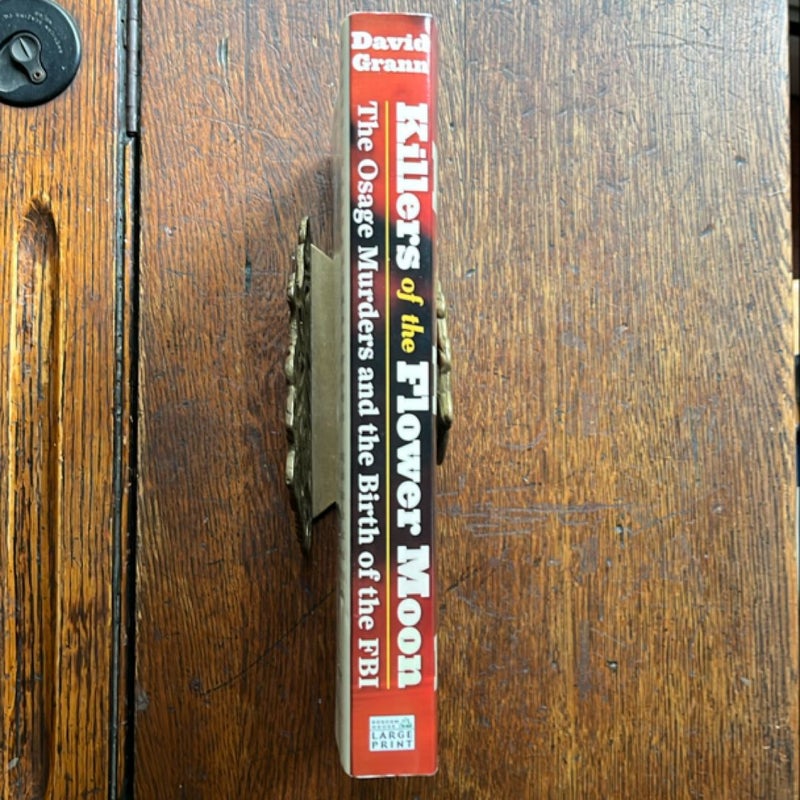 David
Grann
Killers of the Flower Moon
The Osage Murders and the Birth of the FBI
RANDOM
HOUSE
LARGE
PRINT